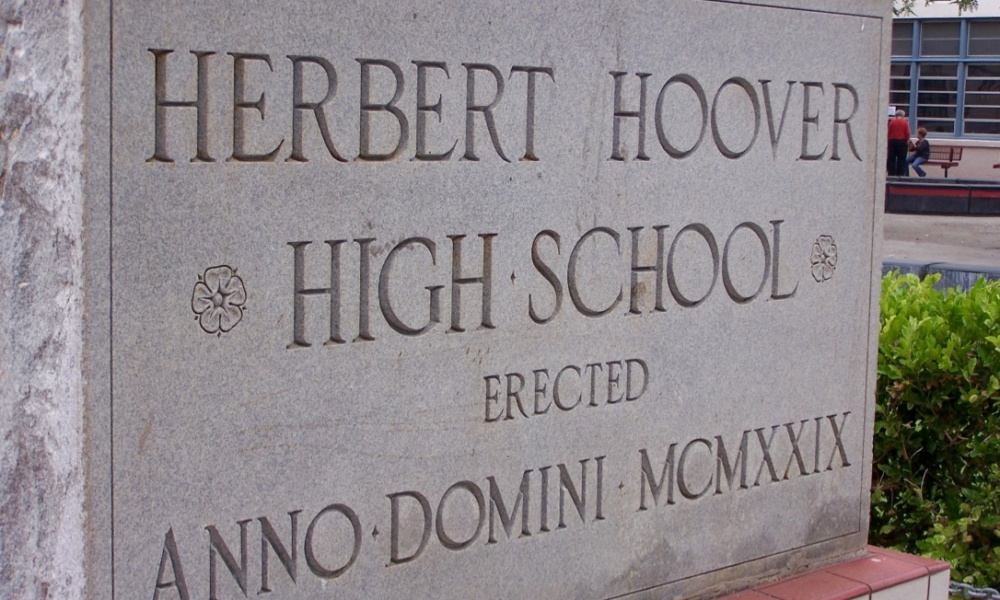 HERBERT HOOVER
HIGH · SCHOOL
ERECTED
ANNO · DOMINI · MCMXXIX